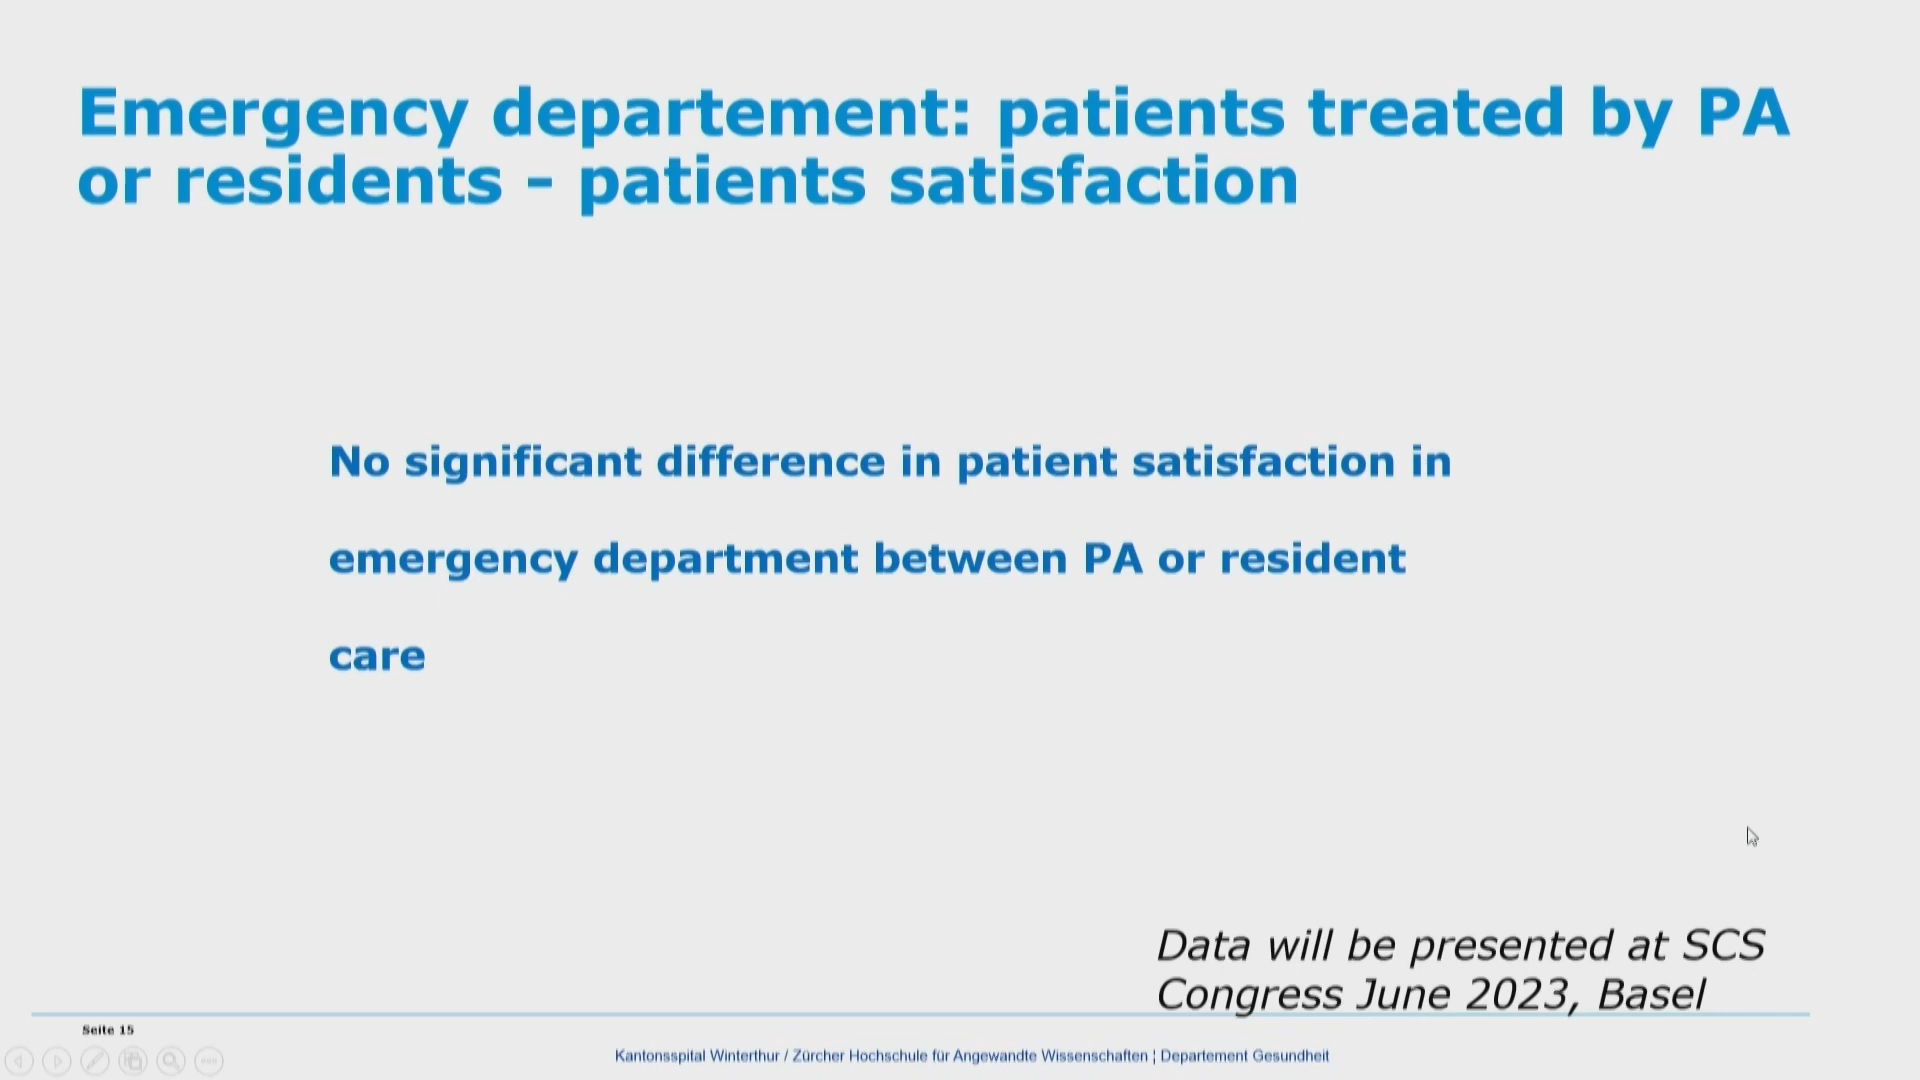 Emergency departement: patients treated by PA
or residents – patients satisfaction
No significant difference in patient satisfaction in
emergency department between PA or resident
care
Data will be presented at SCS
Congress June 2023, Basel
Seite 15
Kantonsspital Winterthur / Zürcher Hochschule für Angewandte Wissenschaften ¦ Departement Gesundheit